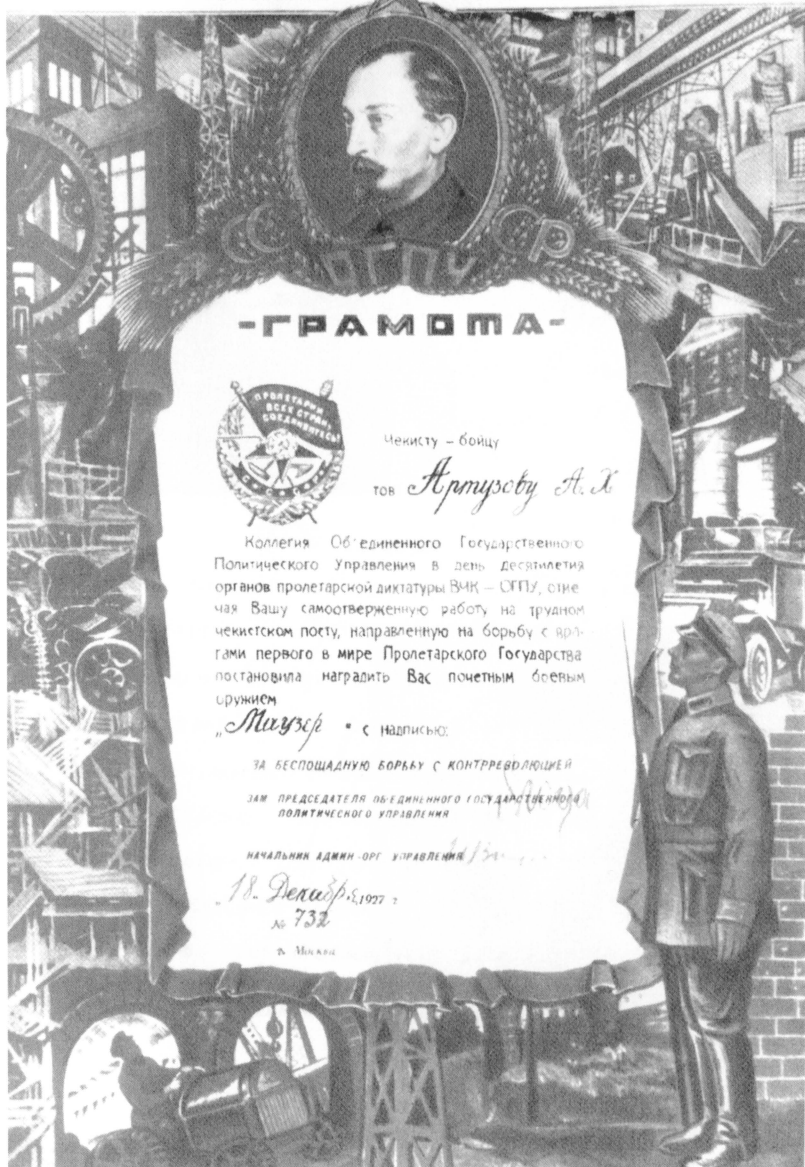 СССР
ОГПУ
-ГРАМОТА-
ПРОЛЕТАРИИ
ВСЕХ СТРАН
СОЕДИНЯЙТЕСЬ!
Чекисту – бойцу
тов Артузову А. Х
Коллегия Об'единенного Государственного
Политического Управления в день десятилетия
органов пролетарской диктатуры ВЧК – ОГПУ, отме
чая Вашу самоотверженную работу на трудном
чекистском посту, направленную на борьбу с вра-
гами первого в мире Пролетарского Государства
постановила наградить Вас почетным боевым
оружием
„Маузер" с надписью:
ЗА БЕСПОЩАДНУЮ БОРЬБУ С КОНТРРЕВОЛЮЦИЕЙ
ЗАМ ПРЕДСЕДАТЕЛЯ ОБ'ЕДИНЕННОГО ГОСУДАРСТВЕННОГО
ПОЛИТИЧЕСКОГО УПРАВЛЕНИЯ
НАЧАЛЬНИК АДМИН-ОРГ УПРАВЛЕНИЯ
„18" Декабря 1927 г
№ 732
г. Москва